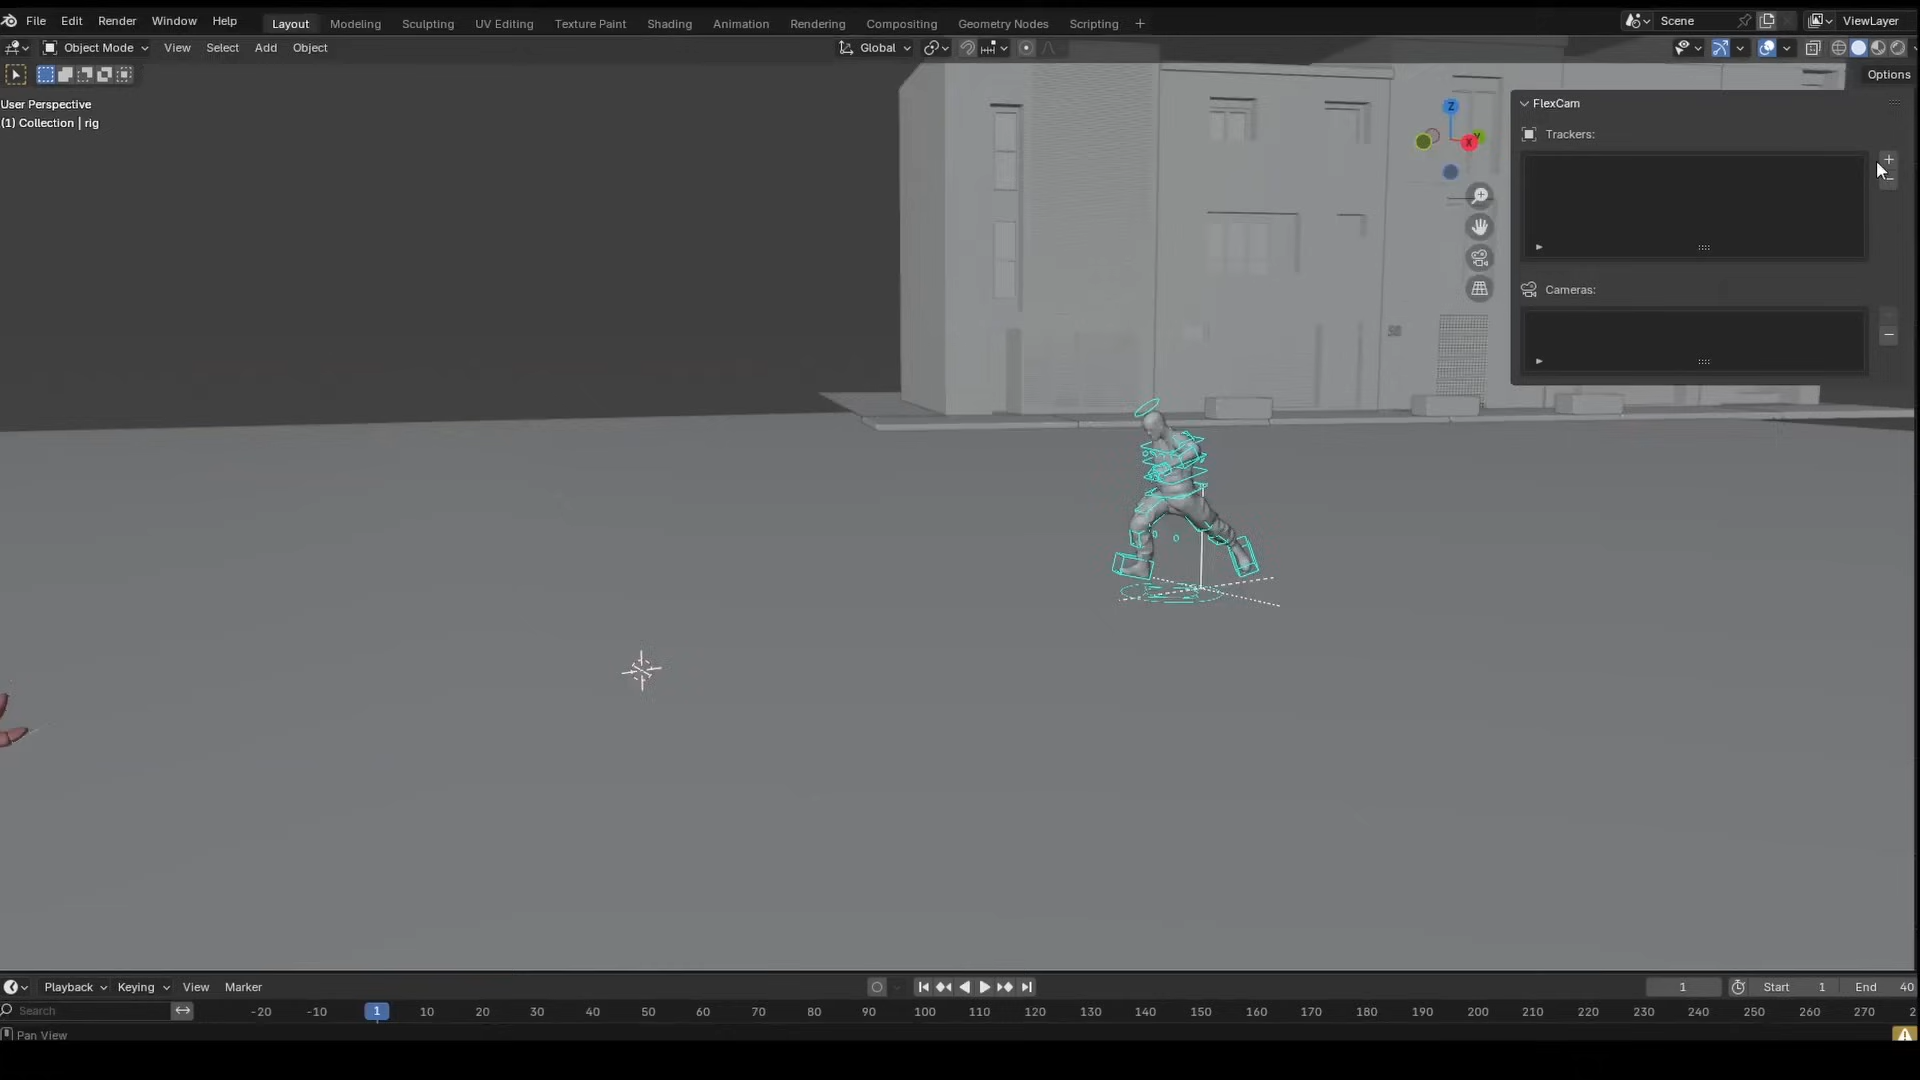 File Edit Render Window Help Layout Modeling Sculpting UV Editing Texture Paint Shading Animation Rendering Compositing Geometry Nodes Scripting + Scene ViewLayer
Object Mode View Select Add Object Global
Options
User Perspective
(1) Collection | rig
Z
Y
X
FlexCam
Trackers:
Cameras:
Playback Keying View Marker 1 Start 1 End 40
Search -20 -10 1 10 20 30 40 50 60 70 80 90 100 110 120 130 140 150 160 170 180 190 200 210 220 230 240 250 260 270 2
Pan View